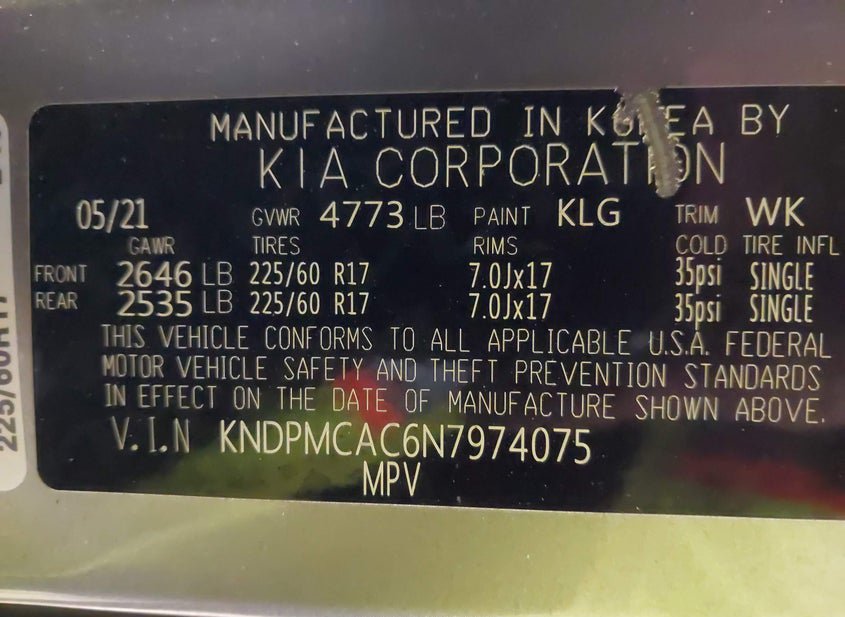 MANUFACTURED IN KOREA BY
KIA CORPORATION
05/21 GVWR 4773 LB PAINT KLG TRIM WK
GAWR TIRES RIMS COLD TIRE INFL
FRONT 2646 LB 225/60 R17 7.0Jx17 35psi SINGLE
REAR 2535 LB 225/60 R17 7.0Jx17 35psi SINGLE
THIS VEHICLE CONFORMS TO ALL APPLICABLE U.S.A. FEDERAL
MOTOR VEHICLE SAFETY AND THEFT PREVENTION STANDARDS
IN EFFECT ON THE DATE OF MANUFACTURE SHOWN ABOVE.
V.I.N KNDPMCAC6N7974075
MPV
225/60R17